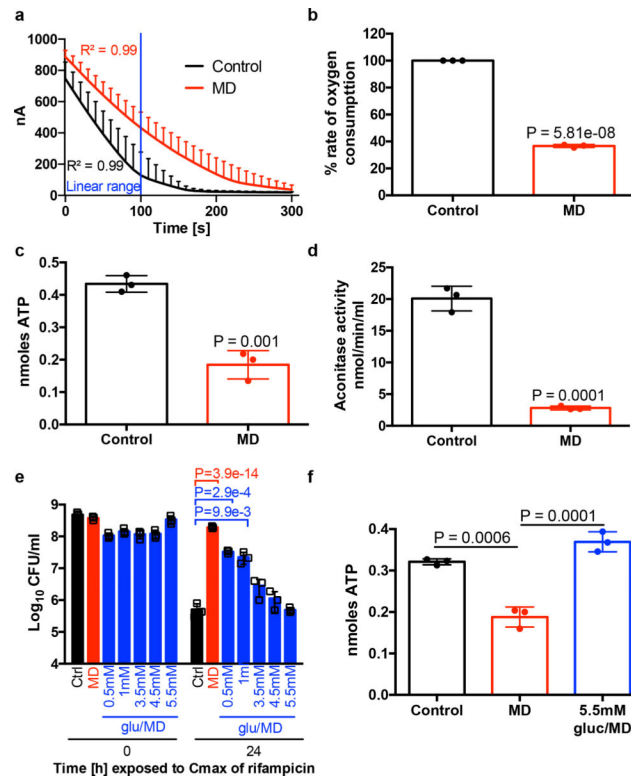 a
1000
800
600
400
200
0
nA
R² = 0.99
R² = 0.99
Linear range
Control
MD
0
100
200
300
Time [s]
b
% rate of oxygen
consumpttion
120
100
80
60
40
20
0
P = 5.81e-08
Control
MD
c
nmoles ATP
0.5
0.4
0.3
0.2
0.1
0.0
P = 0.001
Control
MD
d
Aconitase activity
nmol/min/ml
25
20
15
10
5
0
P = 0.0001
Control
MD
e
P=3.9e-14
P=2.9e-4
P=9.9e-3
Log₁₀ CFU/ml
9
8
7
6
5
4
Ctrl
MD
0.5mM
1mM
3.5mM
4.5mM
5.5mM
glu/MD
0
Ctrl
MD
0.5mM
1m
3.5mM
4.5mM
5.5mM
glu/MD
24
Time [h] exposed to Cmax of rifampicin
f
nmoles ATP
0.4
0.3
0.2
0.1
0.0
P = 0.0006
P = 0.0001
Control
MD
5.5mM
gluc/MD